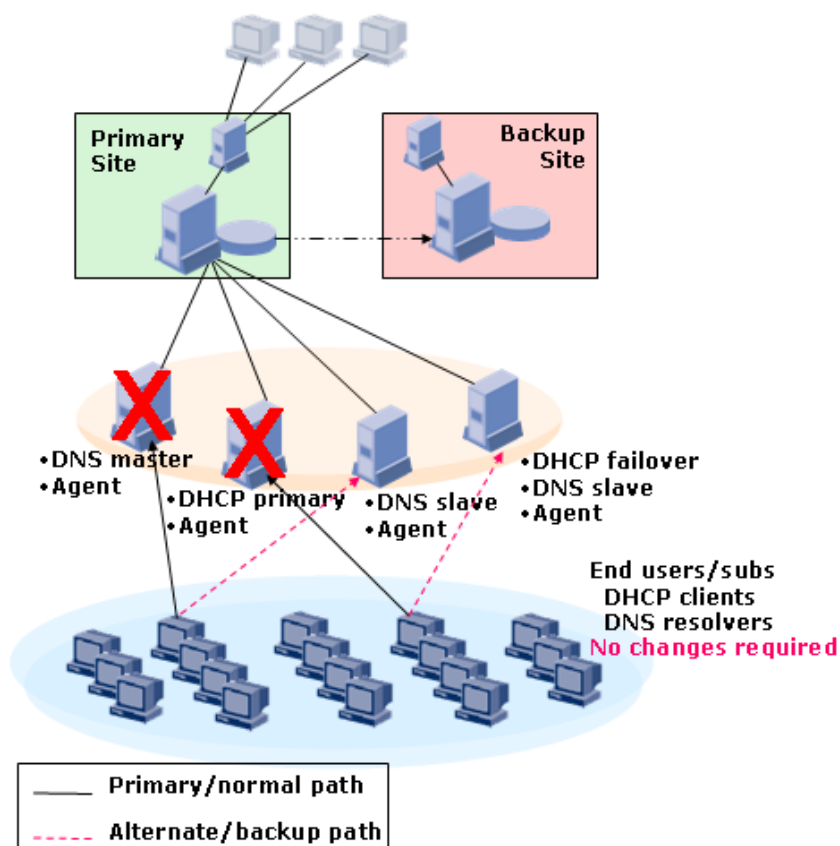 Primary
Site
Backup
Site
X
X
•DNS master
•Agent
•DHCP primary
•Agent
•DNS slave
•Agent
•DHCP failover
•DNS slave
•Agent
End users/subs
DHCP clients
DNS resolvers
No changes required
Primary/normal path
Alternate/backup path